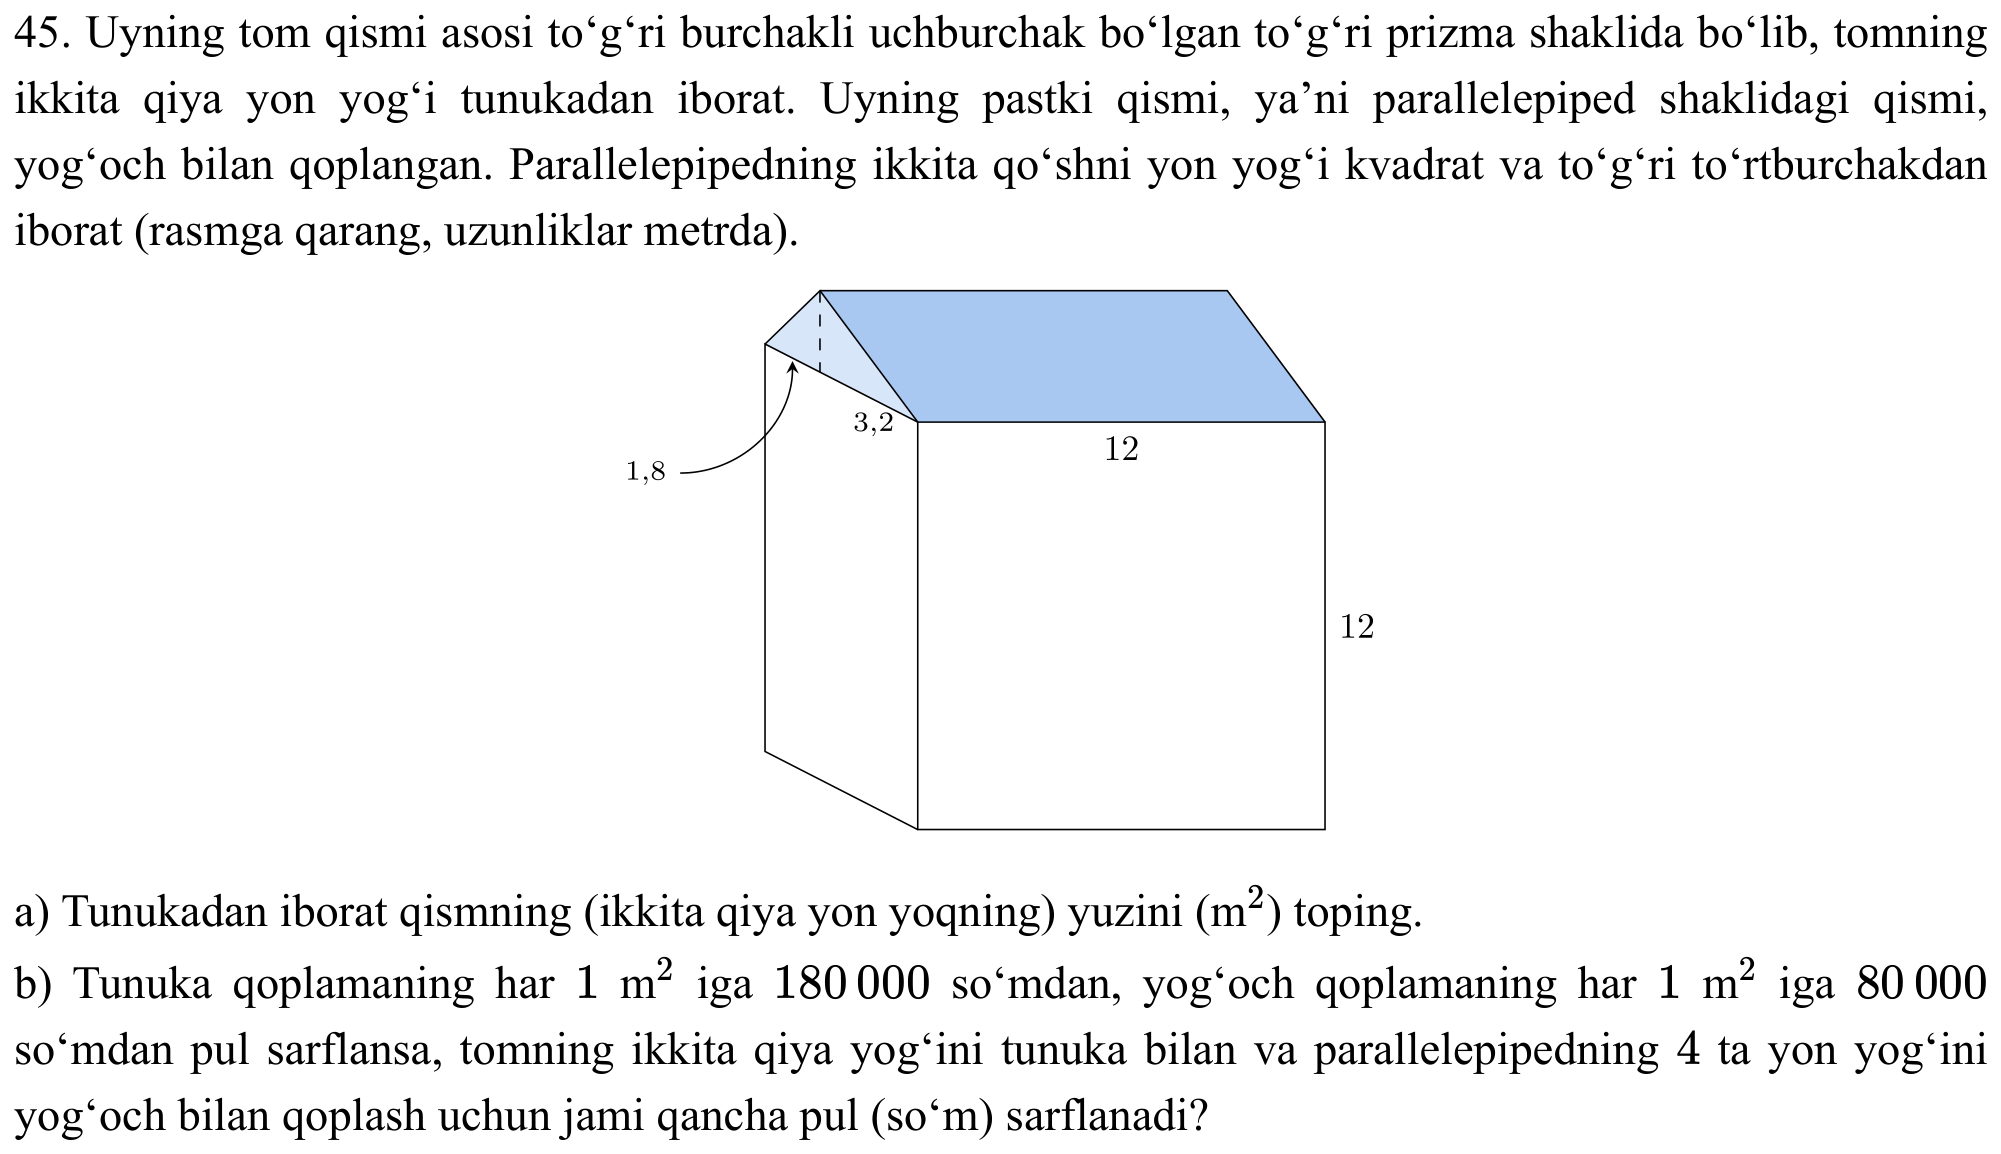 45. Uyning tom qismi asosi to‘g‘ri burchakli uchburchak bo‘lgan to‘g‘ri prizma shaklida bo‘lib, tomning
ikkita qiya yon yog‘i tunukadan iborat. Uyning pastki qismi, ya’ni parallelepiped shaklidagi qismi,
yog‘och bilan qoplangan. Parallelepipedning ikkita qo‘shni yon yog‘i kvadrat va to‘g‘ri to‘rtburchakdan
iborat (rasmga qarang, uzunliklar metrda).
3,2
12
1,8
12
a) Tunukadan iborat qismning (ikkita qiya yon yoqning) yuzini (m²) toping.
b) Tunuka qoplamaning har 1 m² iga 180 000 so‘mdan, yog‘och qoplamaning har 1 m² iga 80 000
so‘mdan pul sarflansa, tomning ikkita qiya yog‘ini tunuka bilan va parallelepipedning 4 ta yon yog‘ini
yog‘och bilan qoplash uchun jami qancha pul (so‘m) sarflanadi?